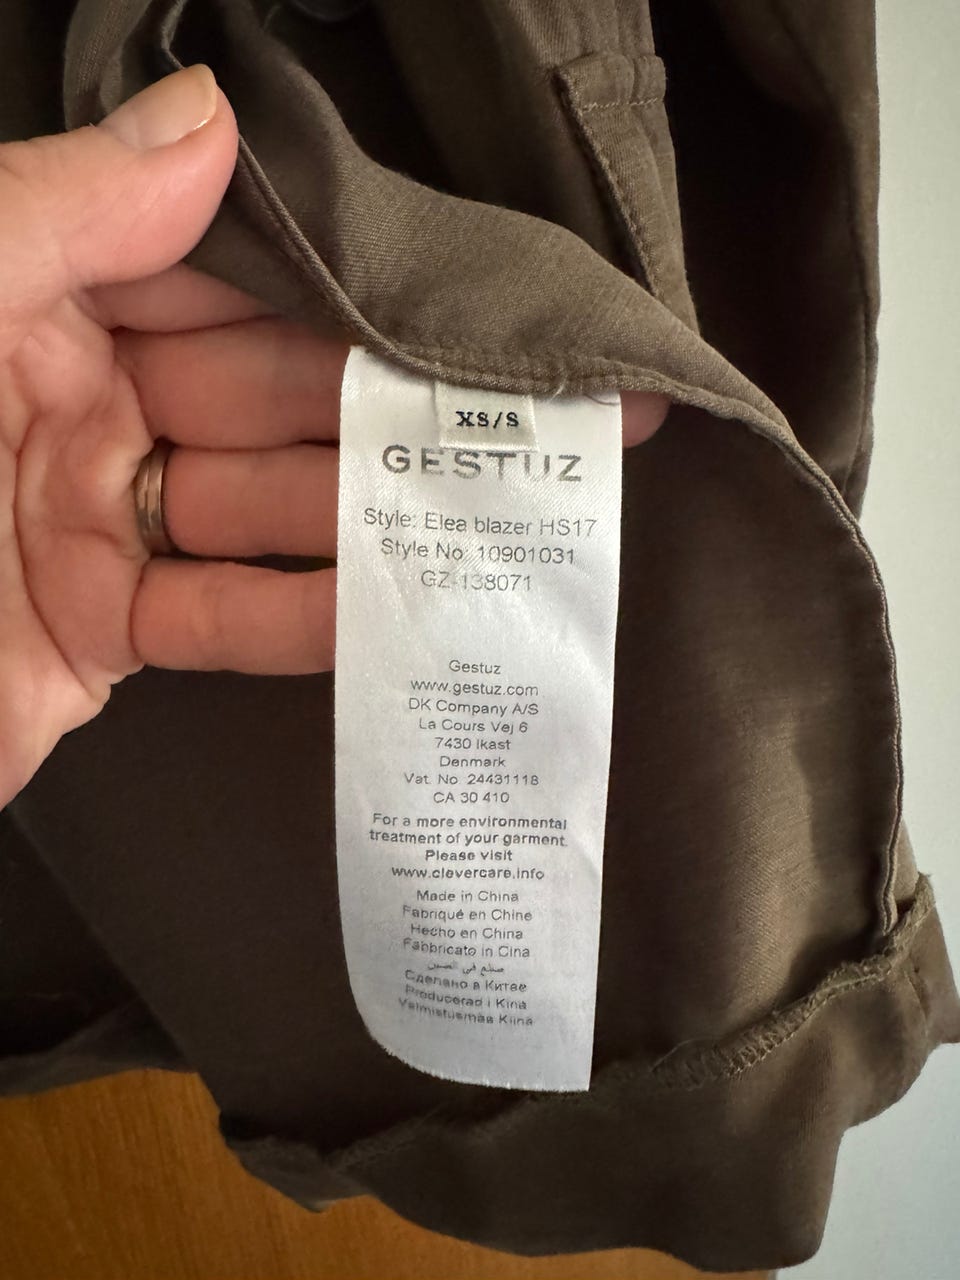 XS/S
GESTUZ
Style: Elea blazer HS17
Style No: 10901031
GZ-138071
Gestuz
www.gestuz.com
DK Company A/S
La Cours Vej 6
7430 Ikast
Denmark
Vat. No 24431118
CA 30 410
For a more environmental
treatment of your garment.
Please visit
www.clevercare.info
Made in China
Fabriqué en Chine
Hecho en China
Fabbricato in Cina
صنع في الصين
Сделано в Китае
Producerad i Kina
Valmistusmaa Kiina